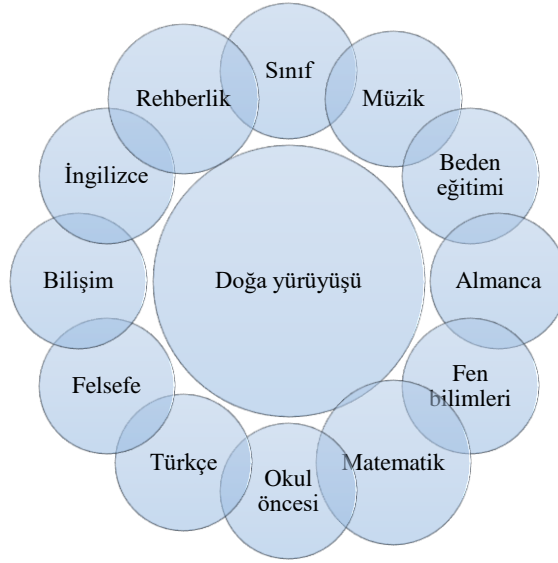 Sınıf
Müzik
Beden
eğitimi
Almanca
Fen
bilimleri
Matematik
Okul
öncesi
Türkçe
Felsefe
Bilişim
İngilizce
Rehberlik
Doğa yürüyüşü